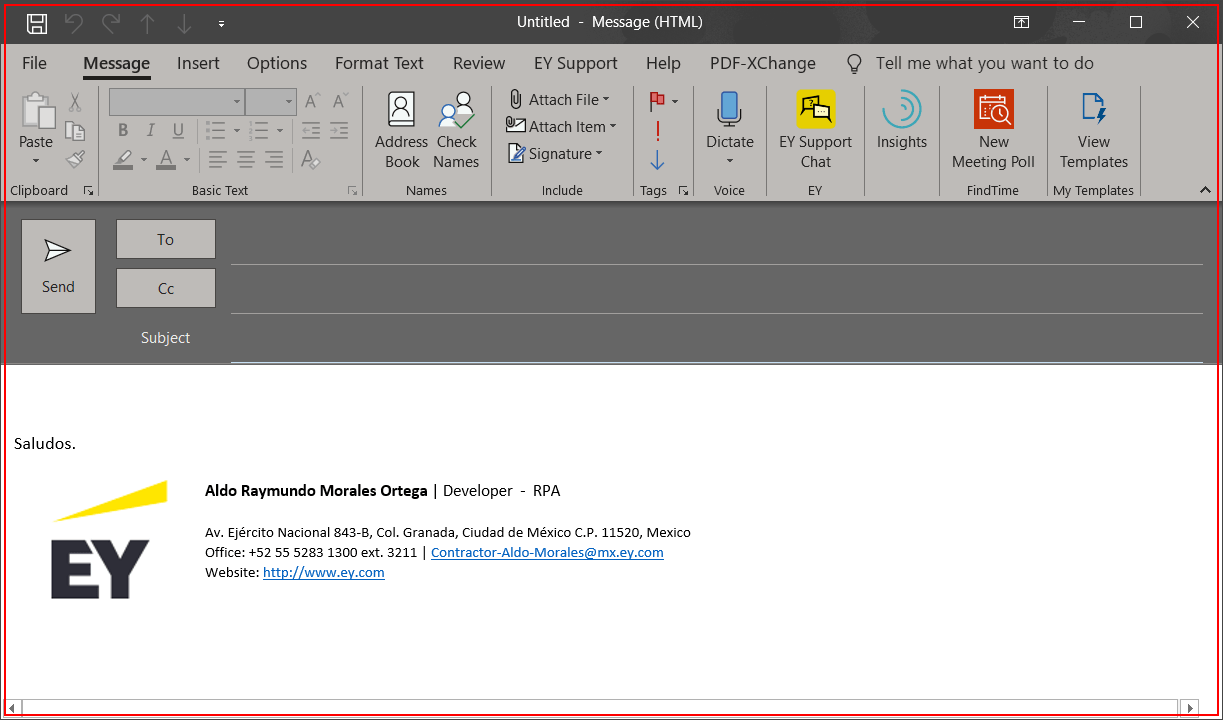 Untitled - Message (HTML)
File Message Insert Options Format Text Review EY Support Help PDF-XChange Tell me what you want to do
Paste
Clipboard
B I U
A A A A
Basic Text
Address Book
Check Names
Names
Attach File
Attach Item
Signature
Include
Tags
Dictate
Voice
EY Support Chat
EY
Insights
New Meeting Poll
FindTime
View Templates
My Templates
Send
To
Cc
Subject
Saludos.
EY
Aldo Raymundo Morales Ortega | Developer - RPA
Av. Ejército Nacional 843-B, Col. Granada, Ciudad de México C.P. 11520, Mexico
Office: +52 55 5283 1300 ext. 3211 | Contractor-Aldo-Morales@mx.ey.com
Website: http://www.ey.com